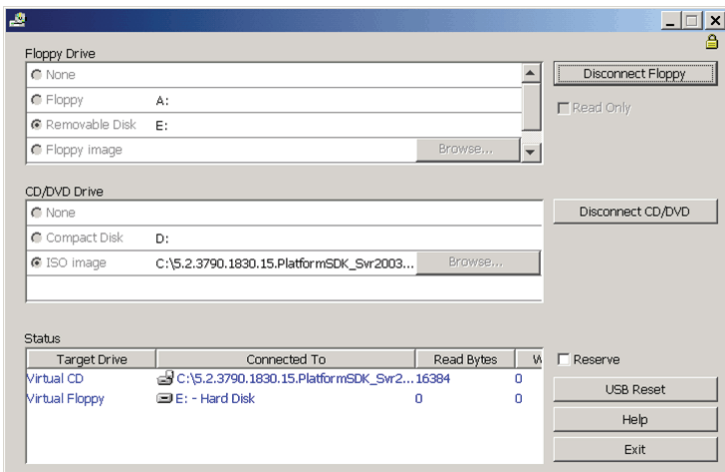 Floppy Drive
None
Floppy A:
Removable Disk E:
Floppy image Browse...
Disconnect Floppy
Read Only
CD/DVD Drive
None
Compact Disk D:
ISO image C:\5.2.3790.1830.15.PlatformSDK_Svr2003... Browse...
Disconnect CD/DVD
Status
Target Drive Connected To Read Bytes W
Virtual CD C:\5.2.3790.1830.15.PlatformSDK_Svr2... 16384 0
Virtual Floppy E: - Hard Disk 0 0
Reserve
USB Reset
Help
Exit